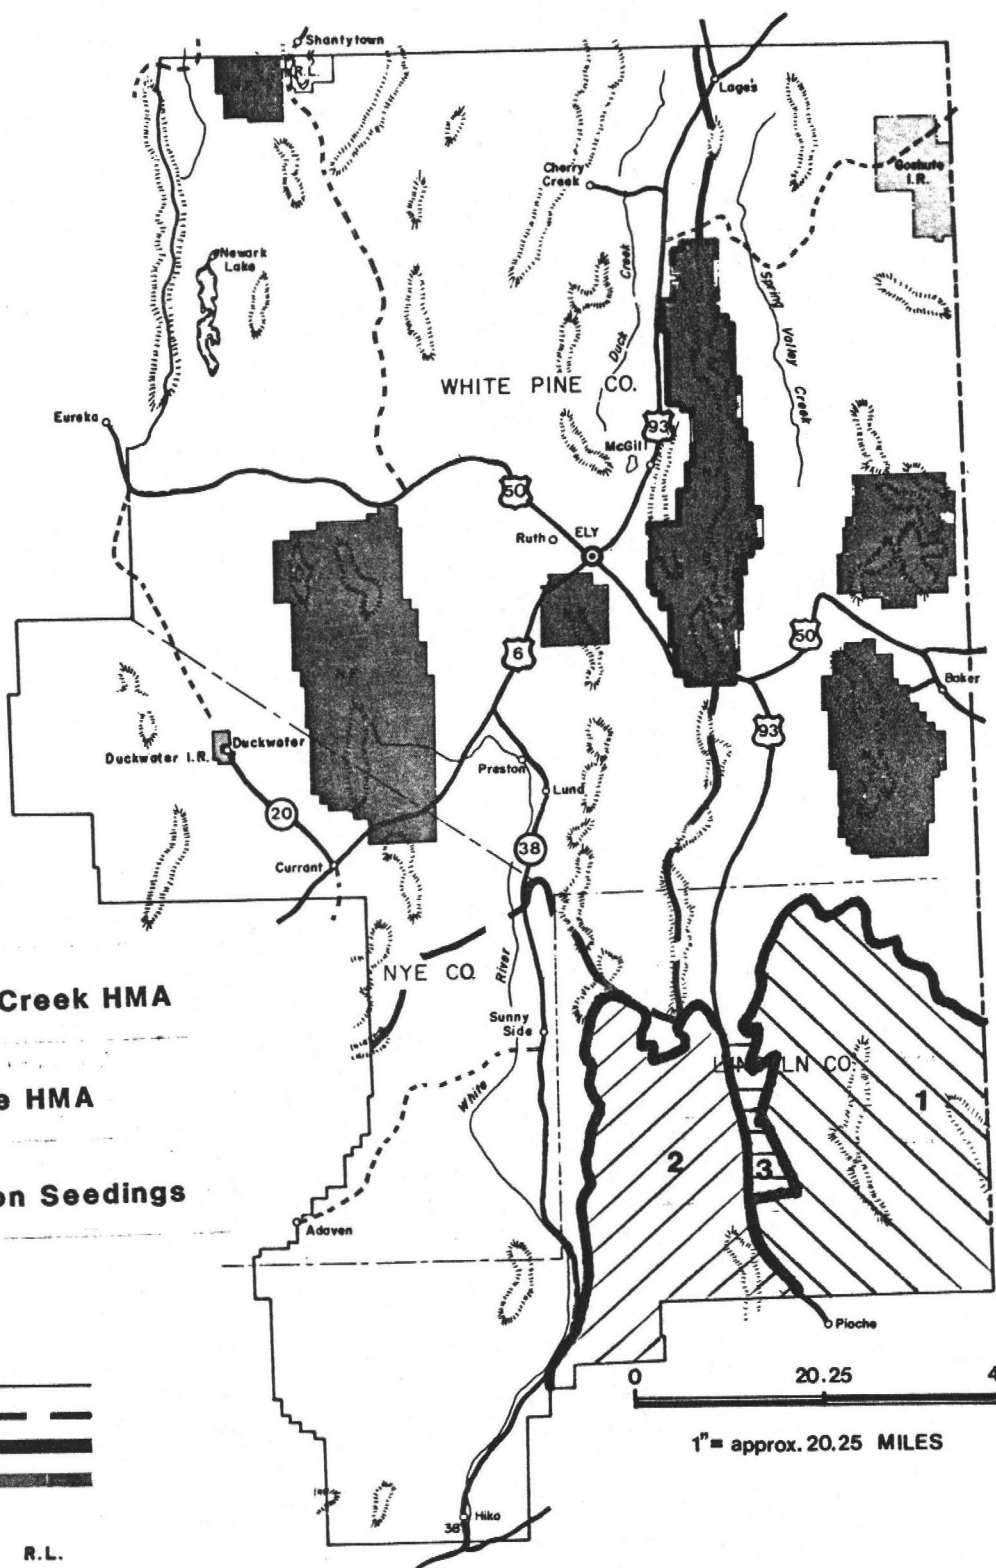 Shantytown
R.L.
Lages
Cherry
Creek
Goshute
I.R.
Newark
Lake
Duck
Creek
Spring
Valley
Creek
WHITE PINE CO.
Eureka
93
McGill
50
Ruth
ELY
6
50
Baker
93
Duckwater
Duckwater I.R.
Preston
Lund
20
38
Currant
NYE CO.
River
Creek HMA
Sunny
Side
LINCOLN CO.
e HMA
White
1
2
3
on Seedings
Adaven
Pioche
0
20.25
4
1"= approx. 20.25 MILES
Hiko
38
R.L.